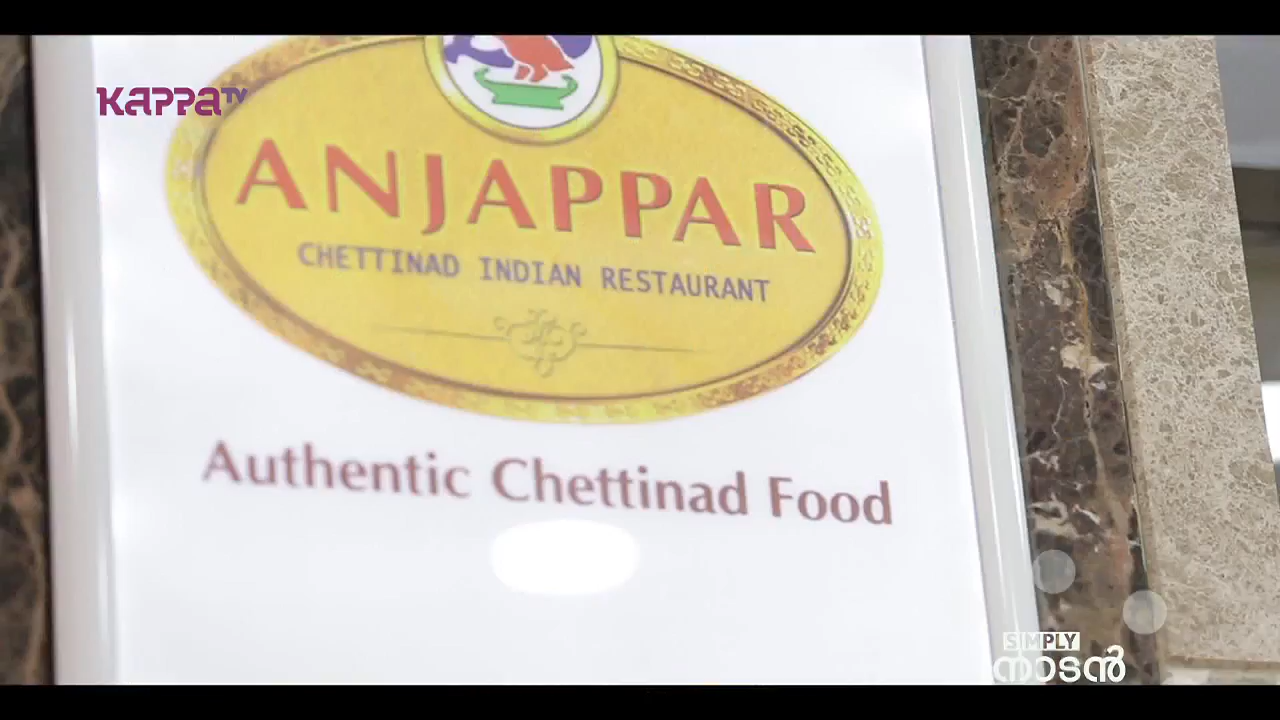 KAPPA TV
ANJAPPAR
CHETTINAD INDIAN RESTAURANT
Authentic Chettinad Food
SIMPLY
നാടൻ